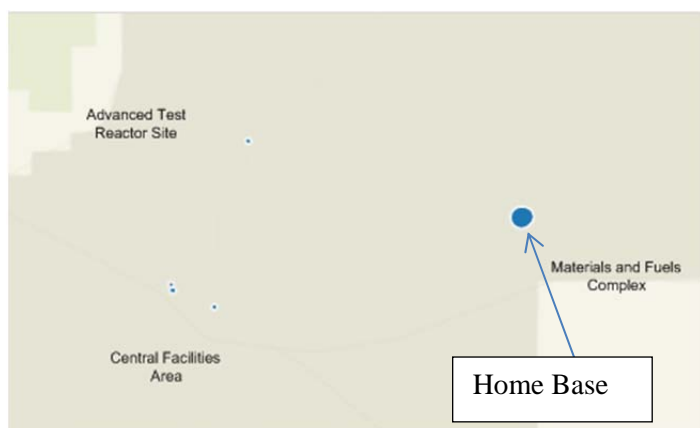 Advanced Test
Reactor Site
Materials and Fuels
Complex
Central Facilities
Area
Home Base